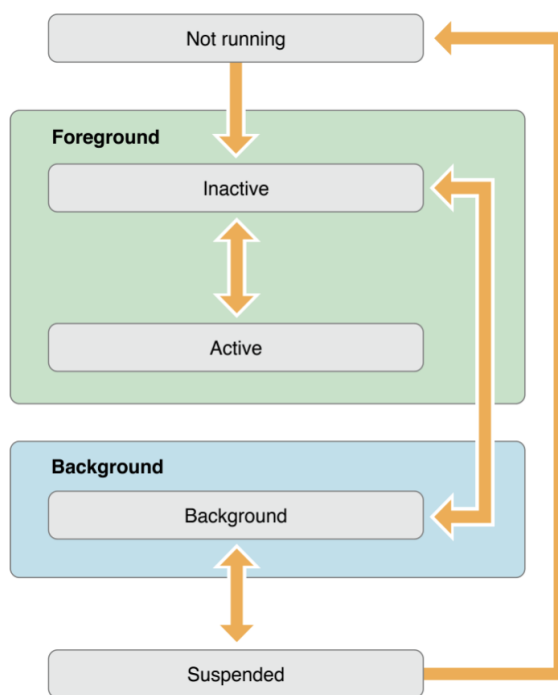 Not running
Foreground
Inactive
Active
Background
Background
Suspended